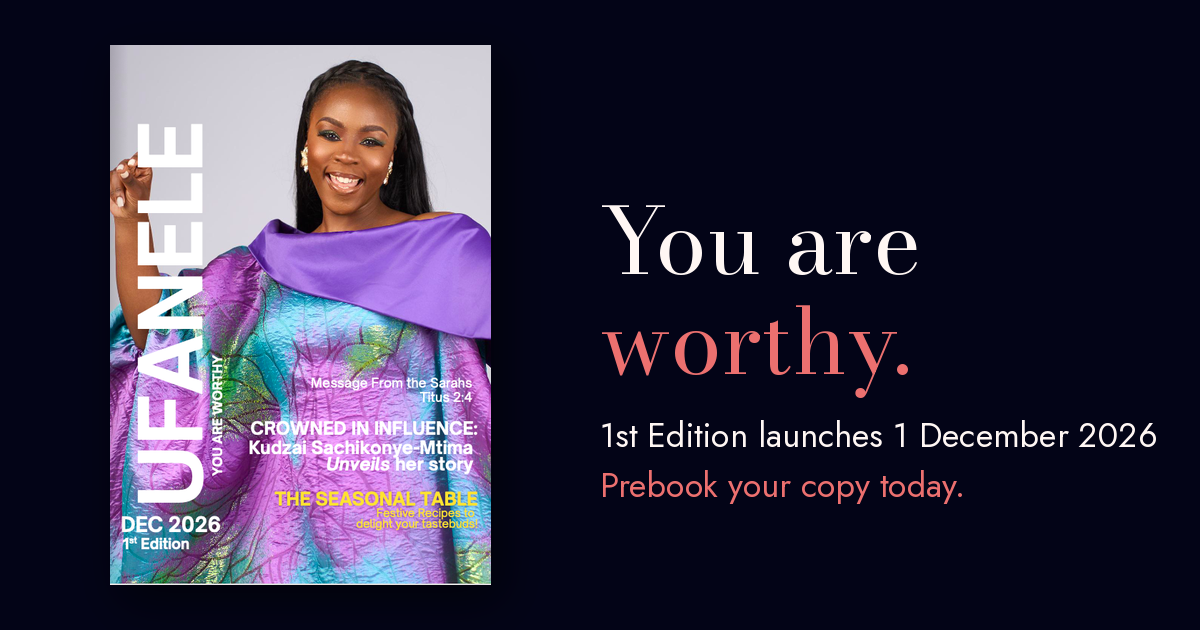 UFANELE
YOU ARE WORTHY
Message From the Sarahs
Titus 2:4
CROWNED IN INFLUENCE:
Kudzai Sachikonye-Mtima
Unveils her story
THE SEASONAL TABLE
Festive Recipes to
delight your tastebuds!
DEC 2026
1st Edition
You are
worthy.
1st Edition launches 1 December 2026
Prebook your copy today.